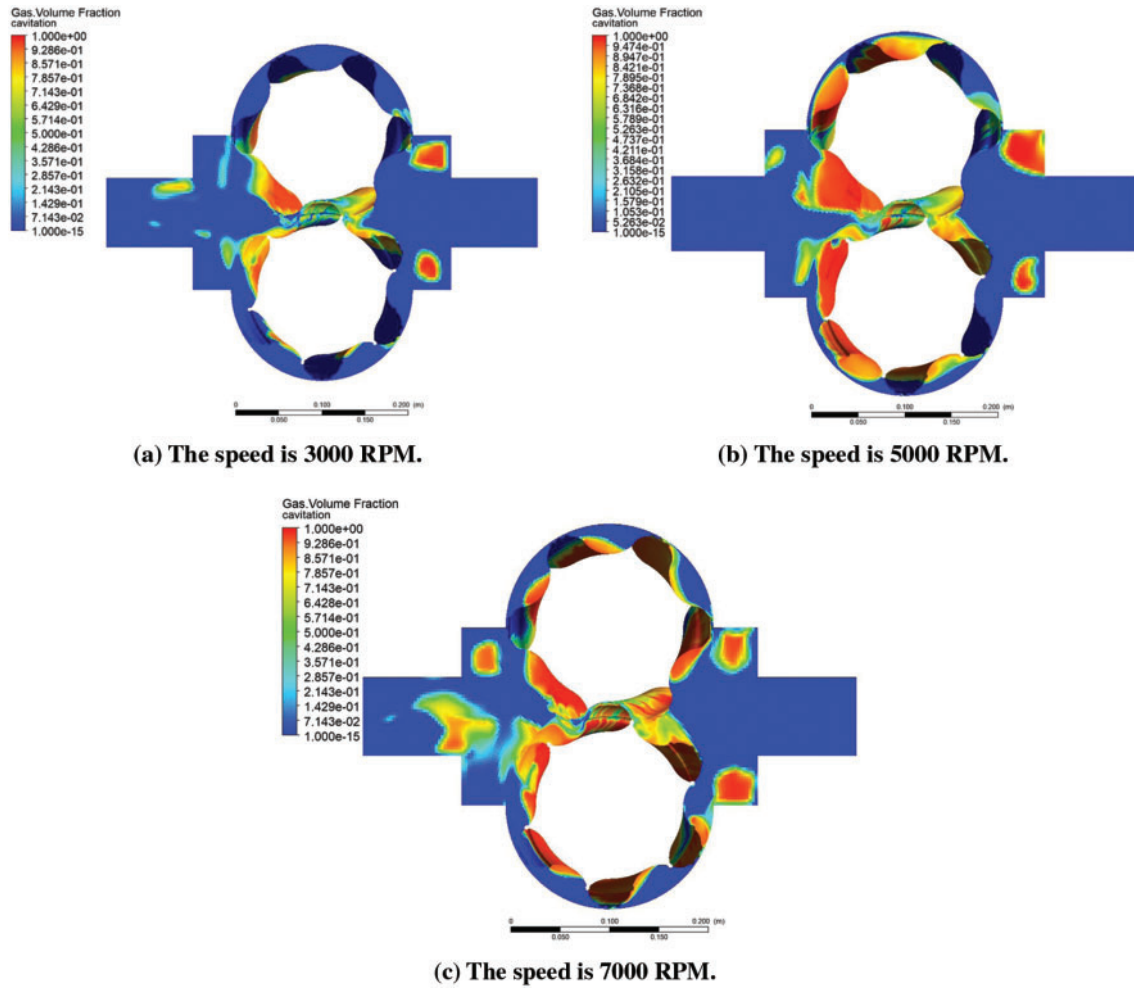 Gas.Volume Fraction
cavitation
1.000e+00
9.286e-01
8.571e-01
7.857e-01
7.143e-01
6.429e-01
5.714e-01
5.000e-01
4.286e-01
3.571e-01
2.857e-01
2.143e-01
1.429e-01
7.143e-02
1.000e-15
0 0.100 0.200 (m)
0.050 0.150
(a) The speed is 3000 RPM.
Gas.Volume Fraction
cavitation
1.000e+00
9.474e-01
8.947e-01
8.421e-01
7.895e-01
7.368e-01
6.842e-01
6.316e-01
5.789e-01
5.263e-01
4.737e-01
4.211e-01
3.684e-01
3.158e-01
2.632e-01
2.105e-01
1.579e-01
1.053e-01
5.263e-02
1.000e-15
0 0.100 0.200 (m)
0.050 0.150
(b) The speed is 5000 RPM.
Gas.Volume Fraction
cavitation
1.000e+00
9.286e-01
8.571e-01
7.857e-01
7.143e-01
6.428e-01
5.714e-01
5.000e-01
4.286e-01
3.571e-01
2.857e-01
2.143e-01
1.429e-01
7.143e-02
1.000e-15
0 0.100 0.200 (m)
0.050 0.150
(c) The speed is 7000 RPM.